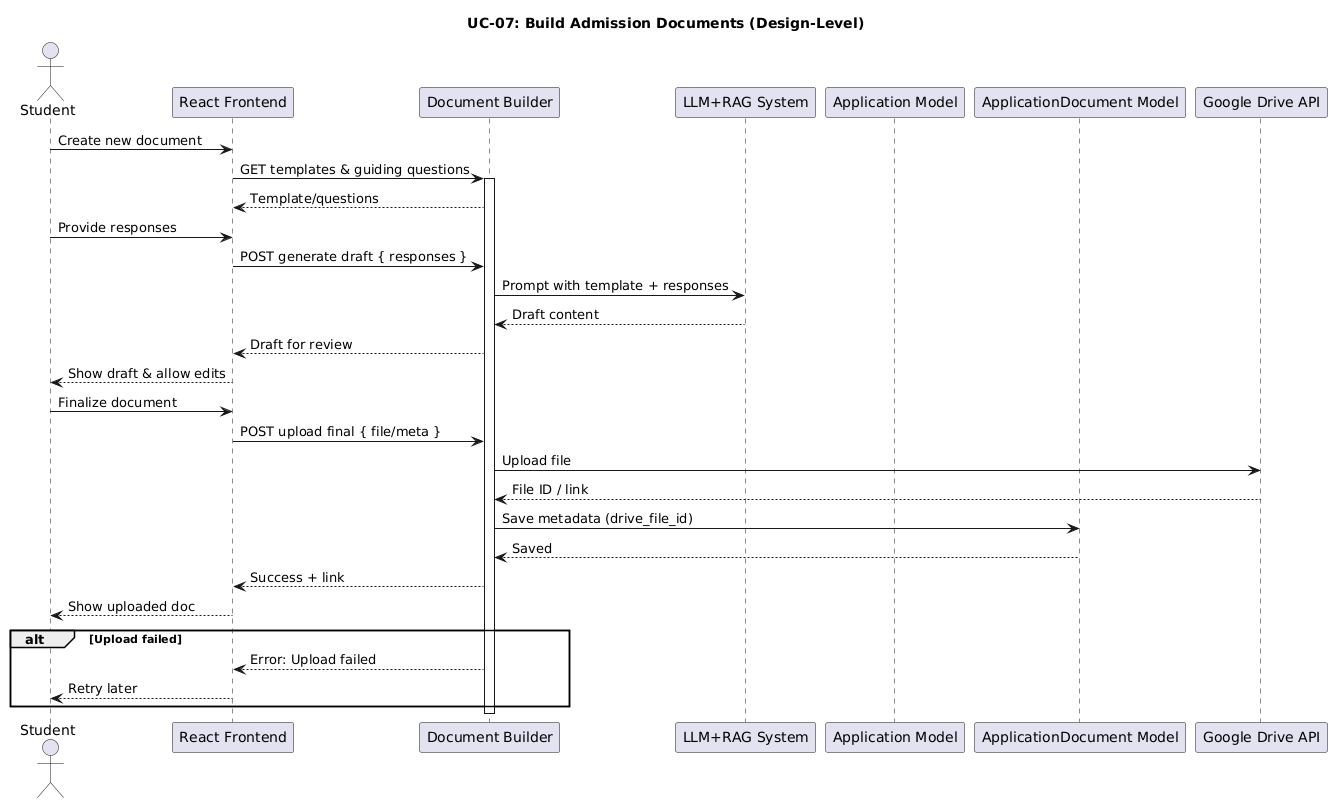 UC-07: Build Admission Documents (Design-Level)
Student
React Frontend
Document Builder
LLM+RAG System
Application Model
ApplicationDocument Model
Google Drive API
Create new document
GET templates & guiding questions
Template/questions
Provide responses
POST generate draft { responses }
Prompt with template + responses
Draft content
Draft for review
Show draft & allow edits
Finalize document
POST upload final { file/meta }
Upload file
File ID / link
Save metadata (drive_file_id)
Saved
Success + link
Show uploaded doc
alt [Upload failed]
Error: Upload failed
Retry later
Student
React Frontend
Document Builder
LLM+RAG System
Application Model
ApplicationDocument Model
Google Drive API